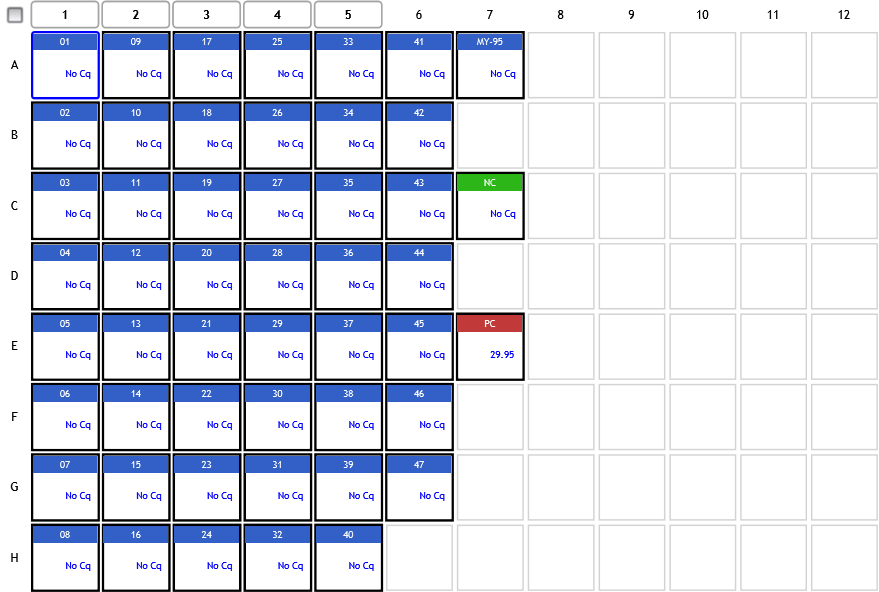 1 2 3 4 5 6 7 8 9 10 11 12
01 09 17 25 33 41 MY-95
A No Cq No Cq No Cq No Cq No Cq No Cq No Cq
02 10 18 26 34 42
B No Cq No Cq No Cq No Cq No Cq No Cq
03 11 19 27 35 43 NC
C No Cq No Cq No Cq No Cq No Cq No Cq No Cq
04 12 20 28 36 44
D No Cq No Cq No Cq No Cq No Cq No Cq
05 13 21 29 37 45 PC
E No Cq No Cq No Cq No Cq No Cq No Cq 29.95
06 14 22 30 38 46
F No Cq No Cq No Cq No Cq No Cq No Cq
07 15 23 31 39 47
G No Cq No Cq No Cq No Cq No Cq No Cq
08 16 24 32 40
H No Cq No Cq No Cq No Cq No Cq